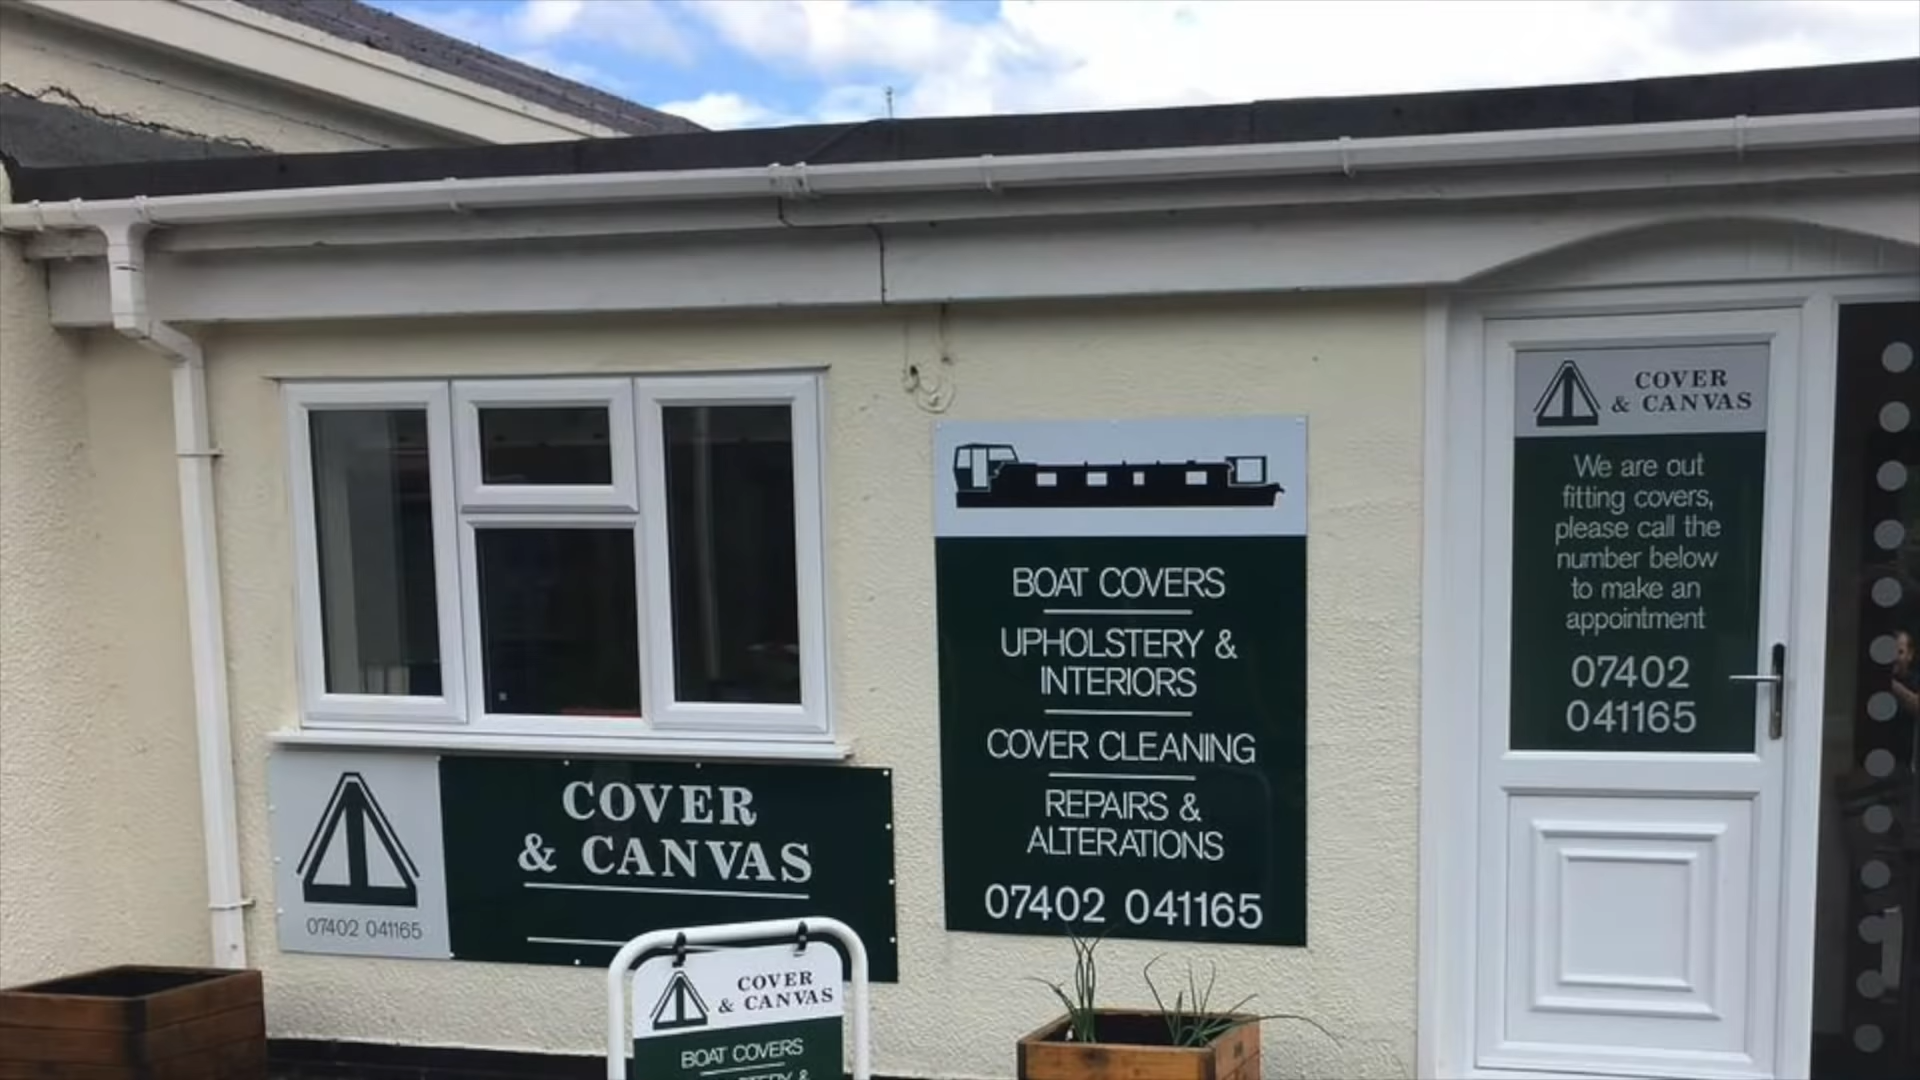 COVER
& CANVAS
07402 041165
COVER
& CANVAS
BOAT COVERS
BOAT COVERS
UPHOLSTERY &
INTERIORS
COVER CLEANING
REPAIRS &
ALTERATIONS
07402 041165
COVER
& CANVAS
We are out
fitting covers,
please call the
number below
to make an
appointment
07402
041165